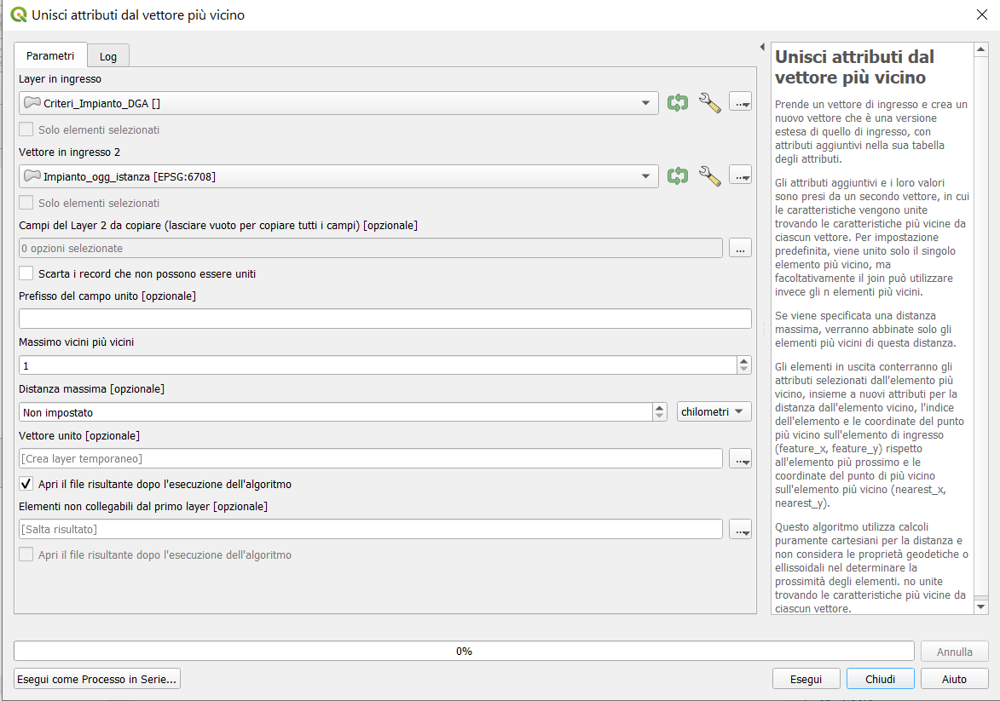 Unisci attributi dal vettore più vicino
Parametri
Log
Layer in ingresso
Criteri_Impianto_DGA []
...
Solo elementi selezionati
Vettore in ingresso 2
Impianto_ogg_istanza [EPSG:6708]
...
Solo elementi selezionati
Campi del Layer 2 da copiare (lasciare vuoto per copiare tutti i campi) [opzionale]
0 opzioni selezionate
...
Scarta i record che non possono essere uniti
Prefisso del campo unito [opzionale]
Massimo vicini più vicini
1
Distanza massima [opzionale]
Non impostato
chilometri
Vettore unito [opzionale]
[Crea layer temporaneo]
...
Apri il file risultante dopo l'esecuzione dell'algoritmo
Elementi non collegabili dal primo layer [opzionale]
[Salta risultato]
...
Apri il file risultante dopo l'esecuzione dell'algoritmo
Unisci attributi dal
vettore più vicino
Prende un vettore di ingresso e crea un
nuovo vettore che è una versione
estesa di quello di ingresso, con
attributi aggiuntivi nella sua tabella
degli attributi.
Gli attributi aggiuntivi e i loro valori
sono presi da un secondo vettore, in cui
le caratteristiche vengono unite
trovando le caratteristiche più vicine da
ciascun vettore. Per impostazione
predefinita, viene unito solo il singolo
elemento più vicino, ma
facoltativamente il join può utilizzare
invece gli n elementi più vicini.
Se viene specificata una distanza
massima, verranno abbinate solo gli
elementi più vicini di questa distanza.
Gli elementi in uscita conterranno gli
attributi selezionati dall'elemento più
vicino, insieme a nuovi attributi per la
distanza dall'elemento vicino, l'indice
dell'elemento e le coordinate del punto
più vicino sull'elemento di ingresso
(feature_x, feature_y) rispetto
all'elemento più prossimo e le
coordinate del punto di più vicino
sull'elemento più vicino (nearest_x,
nearest_y).
Questo algoritmo utilizza calcoli
puramente cartesiani per la distanza e
non considera le proprietà geodetiche o
ellissoidali nel determinare la
prossimità degli elementi. no unite
trovando le caratteristiche più vicine da
ciascun vettore.
0%
Annulla
Esegui come Processo in Serie...
Esegui
Chiudi
Aiuto